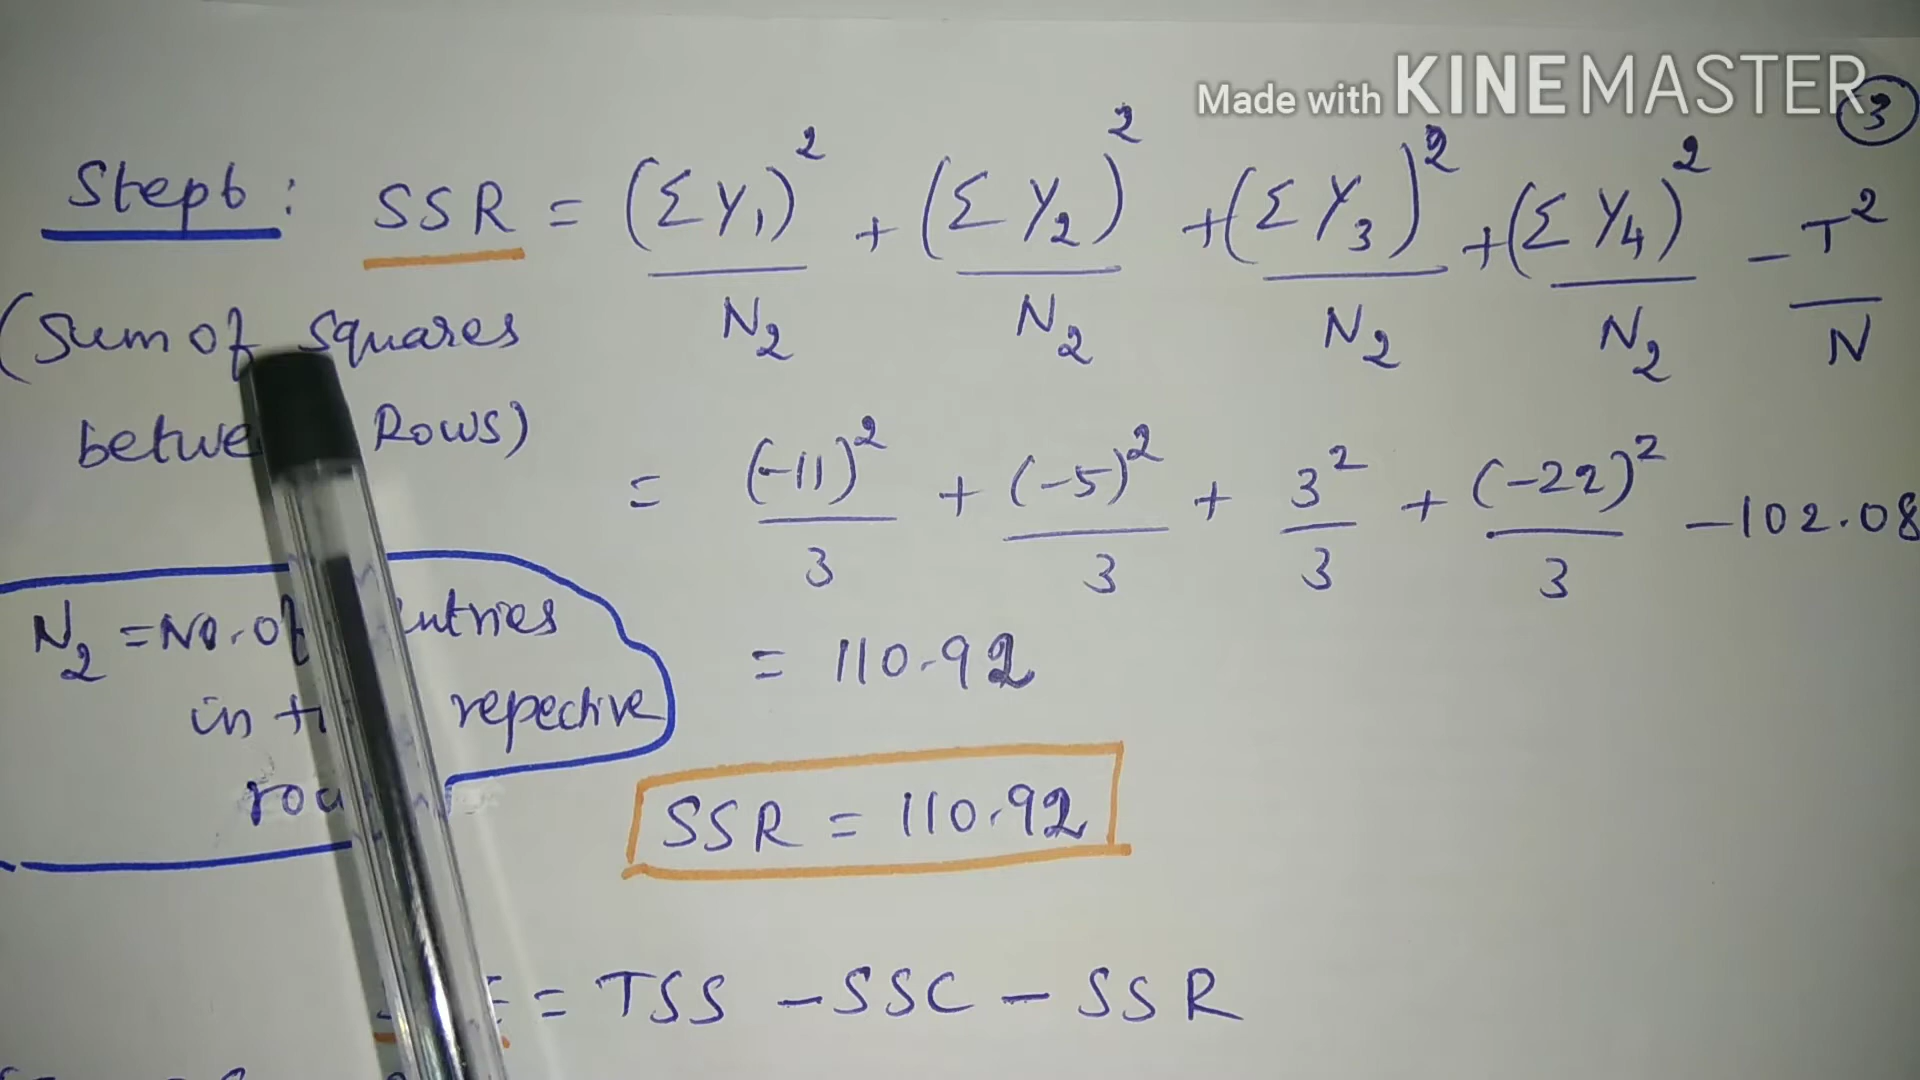 Made with KINEMASTER
3
Step6: SSR = (ΣY₁)²/N₂ + (ΣY₂)²/N₂ + (ΣY₃)²/N₂ + (ΣY₄)²/N₂ - T²/N
(Sum of Squares
Rows)
= (-11)²/3 + (-5)²/3 + 3²/3 + (-22)²/3 - 102.08
N₂ = No. of
in repective
= 110.92
SSR = 110.92
= TSS - SSC - SSR